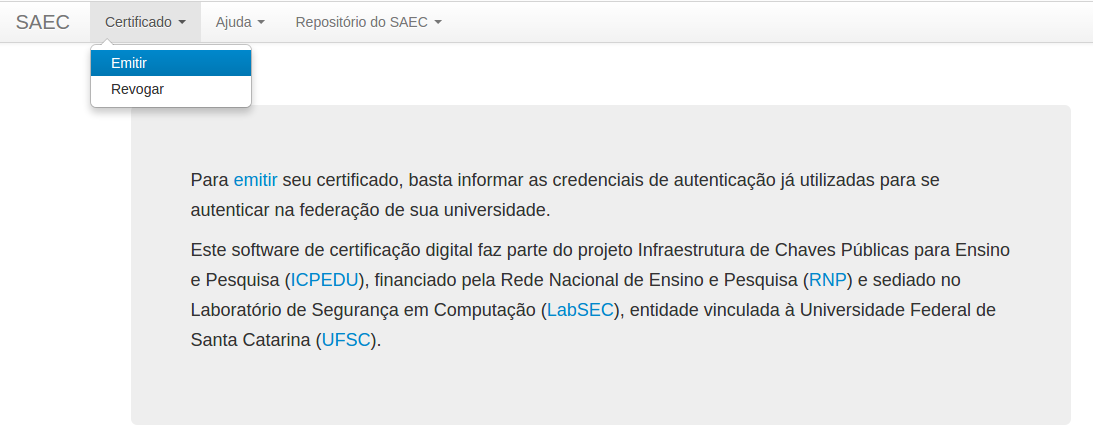 SAEC Certificado Ajuda Repositório do SAEC
Emitir
Revogar
Para emitir seu certificado, basta informar as credenciais de autenticação já utilizadas para se
autenticar na federação de sua universidade.
Este software de certificação digital faz parte do projeto Infraestrutura de Chaves Públicas para Ensino
e Pesquisa (ICPEDU), financiado pela Rede Nacional de Ensino e Pesquisa (RNP) e sediado no
Laboratório de Segurança em Computação (LabSEC), entidade vinculada à Universidade Federal de
Santa Catarina (UFSC).